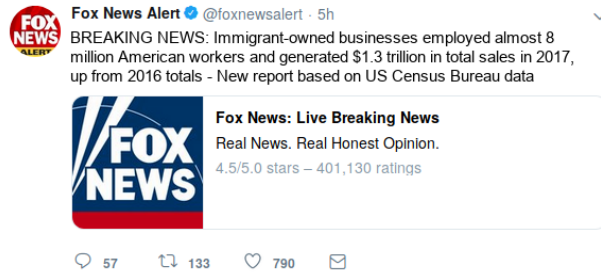 Fox News Alert @foxnewsalert · 5h
BREAKING NEWS: Immigrant-owned businesses employed almost 8
million American workers and generated $1.3 trillion in total sales in 2017,
up from 2016 totals - New report based on US Census Bureau data
FOX
NEWS
ALERT
FOX
NEWS
Fox News: Live Breaking News
Real News. Real Honest Opinion.
4.5/5.0 stars – 401,130 ratings
57 133 790